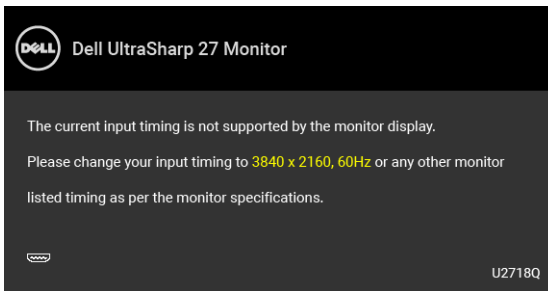 DELL
Dell UltraSharp 27 Monitor
The current input timing is not supported by the monitor display.
Please change your input timing to 3840 x 2160, 60Hz or any other monitor
listed timing as per the monitor specifications.
U2718Q